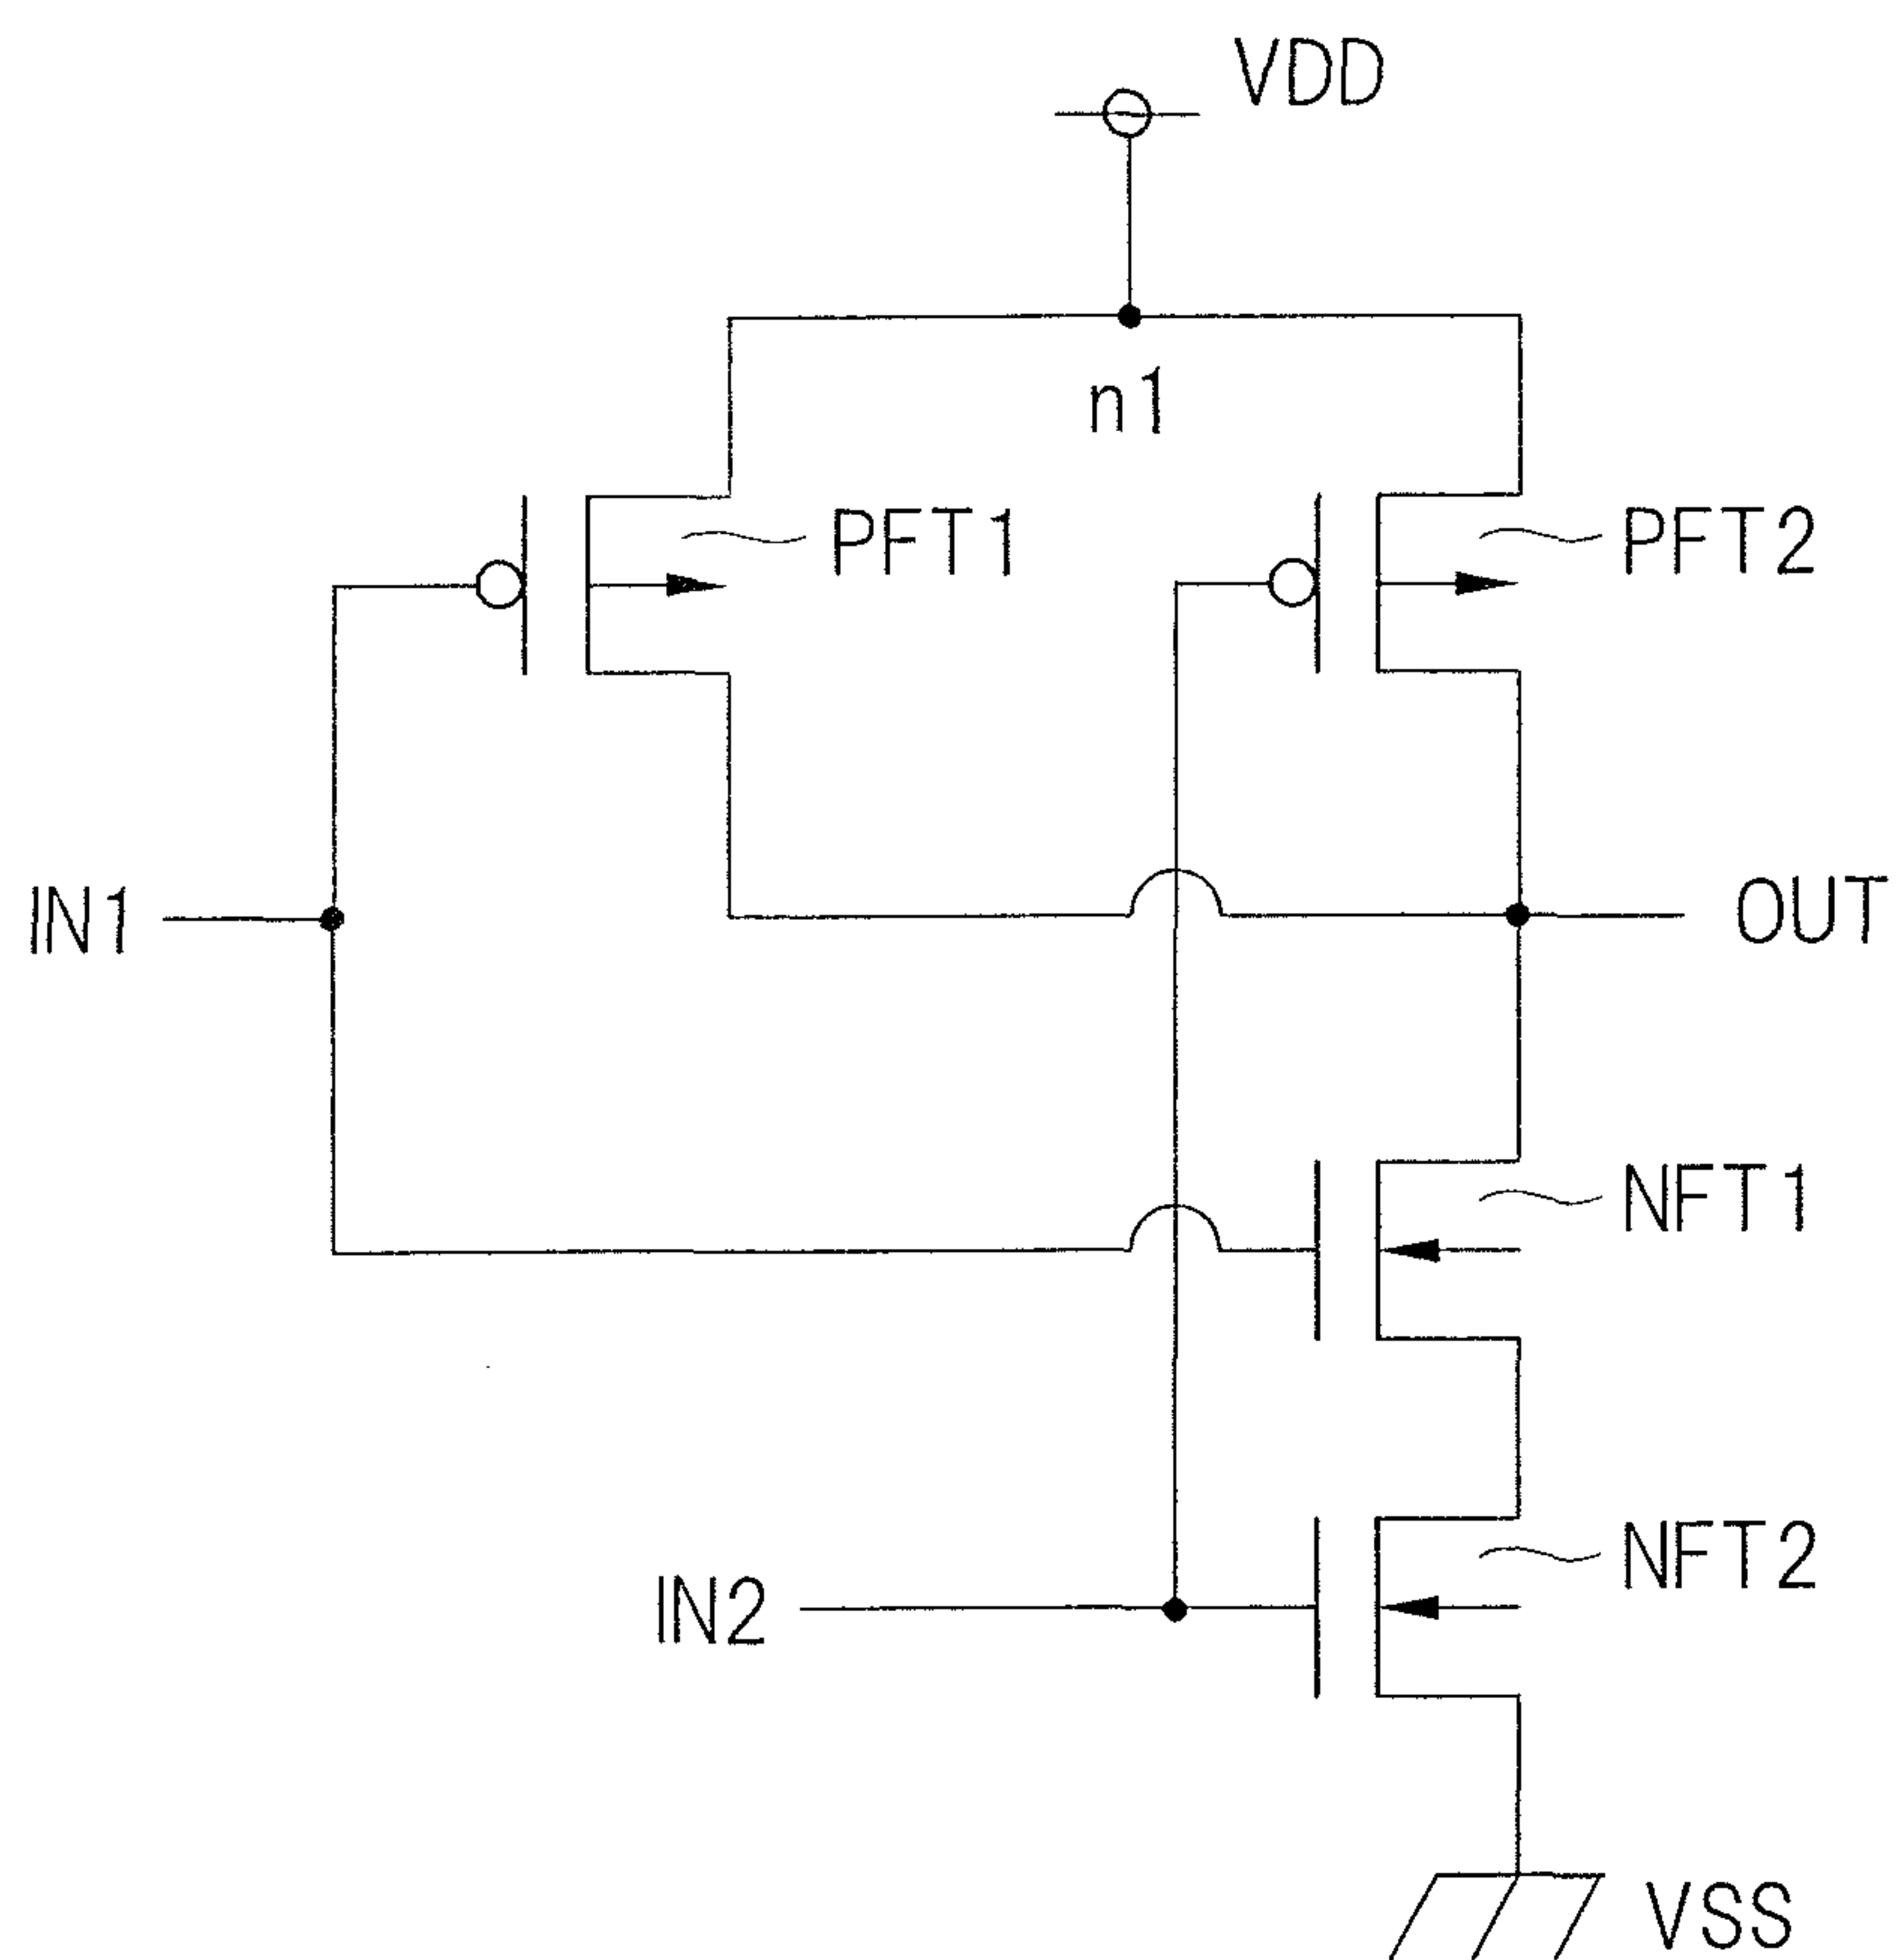 VDD
n1
PFT1
PFT2
IN1
OUT
NFT1
IN2
NFT2
VSS